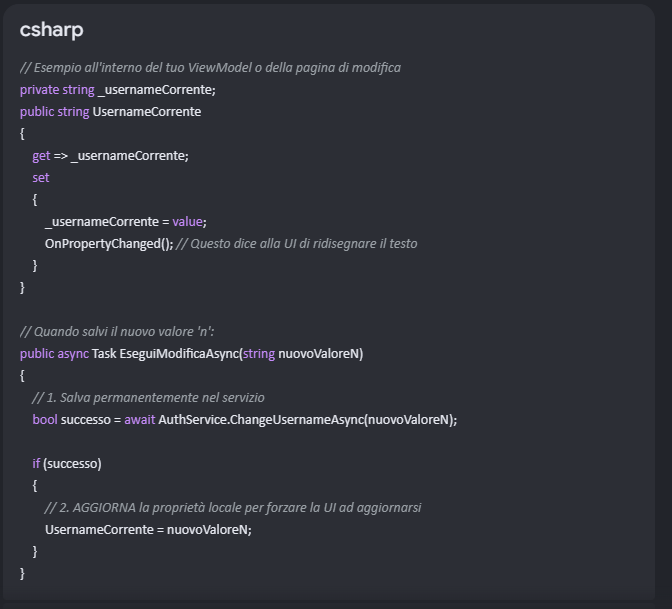 csharp
// Esempio all'interno del tuo ViewModel o della pagina di modifica
private string _usernameCorrente;
public string UsernameCorrente
{
    get => _usernameCorrente;
    set
    {
        _usernameCorrente = value;
        OnPropertyChanged(); // Questo dice alla UI di ridisegnare il testo
    }
}

// Quando salvi il nuovo valore 'n':
public async Task EseguiModificaAsync(string nuovoValoreN)
{
    // 1. Salva permanentemente nel servizio
    bool successo = await AuthService.ChangeUsernameAsync(nuovoValoreN);

    if (successo)
    {
        // 2. AGGIORNA la proprietà locale per forzare la UI ad aggiornarsi
        UsernameCorrente = nuovoValoreN;
    }
}